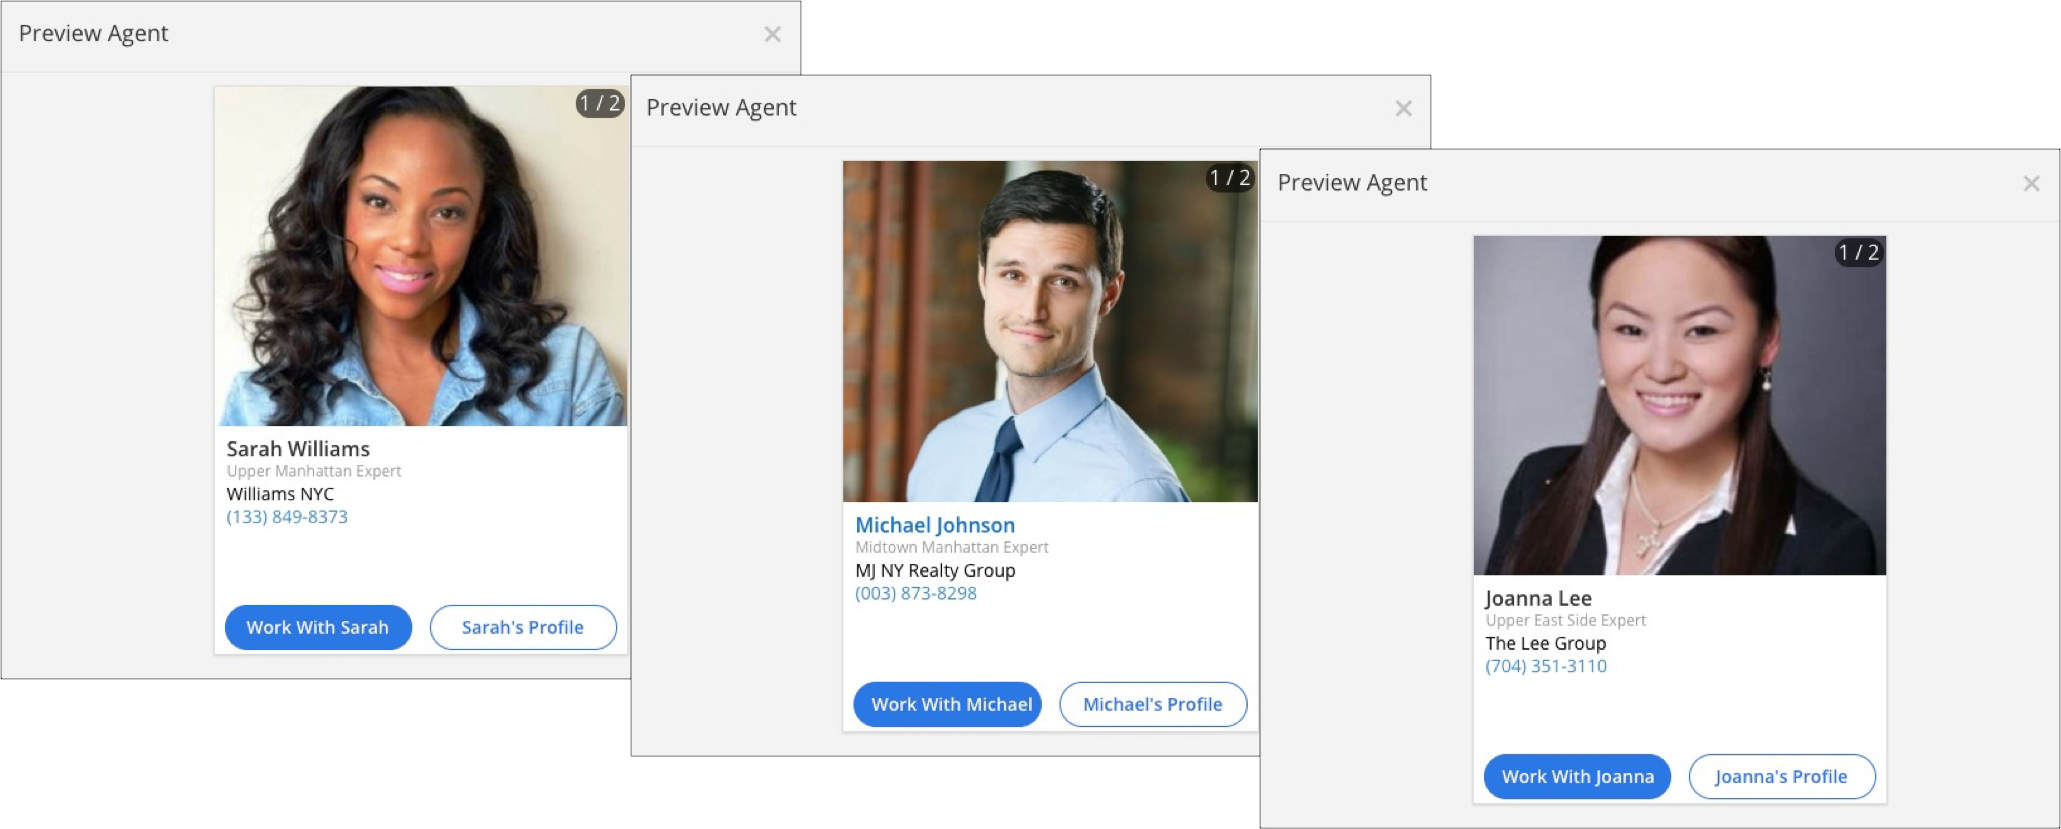 Preview Agent
×
1 / 2
Sarah Williams
Upper Manhattan Expert
Williams NYC
(133) 849-8373
Work With Sarah
Sarah's Profile
Preview Agent
×
1 / 2
Michael Johnson
Midtown Manhattan Expert
MJ NY Realty Group
(003) 873-8298
Work With Michael
Michael's Profile
Preview Agent
×
1 / 2
Joanna Lee
Upper East Side Expert
The Lee Group
(704) 351-3110
Work With Joanna
Joanna's Profile